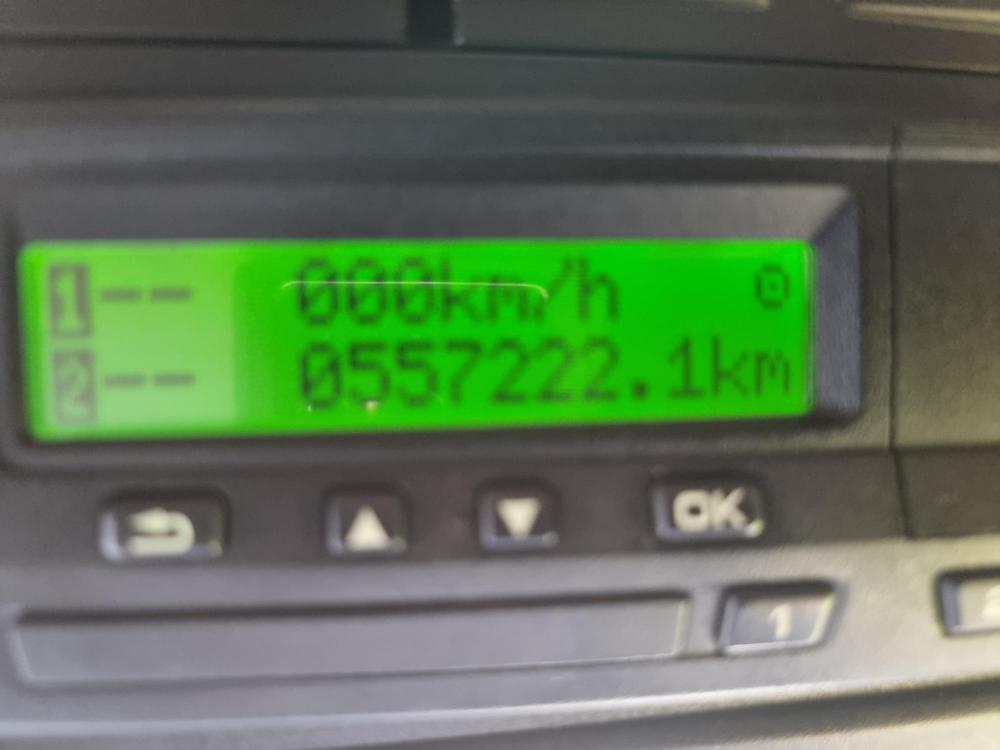 1 -- 000km/h o
2 -- 0557222.1km
OK
1